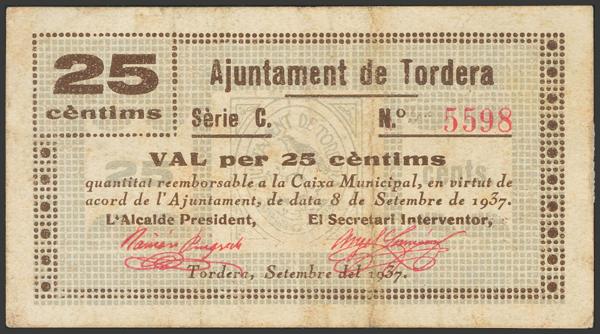 25
cèntims
Ajuntament de Tordera
Sèrie C.
N.º 5598
VAL per 25 cèntims
quantitat reemborsable a la Caixa Municipal, en virtut de
acord de l'Ajuntament, de data 8 de Setembre de 1937.
L'Alcalde President,
El Secretari Interventor,
Tordera, Setembre del 1937.